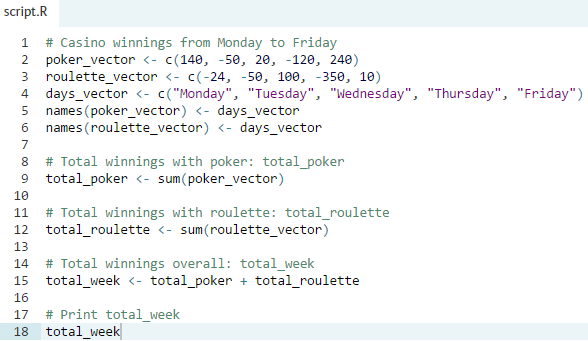 script.R
1 # Casino winnings from Monday to Friday
2 poker_vector <- c(140, -50, 20, -120, 240)
3 roulette_vector <- c(-24, -50, 100, -350, 10)
4 days_vector <- c("Monday", "Tuesday", "Wednesday", "Thursday", "Friday")
5 names(poker_vector) <- days_vector
6 names(roulette_vector) <- days_vector
7
8 # Total winnings with poker: total_poker
9 total_poker <- sum(poker_vector)
10
11 # Total winnings with roulette: total_roulette
12 total_roulette <- sum(roulette_vector)
13
14 # Total winnings overall: total_week
15 total_week <- total_poker + total_roulette
16
17 # Print total_week
18 total_week